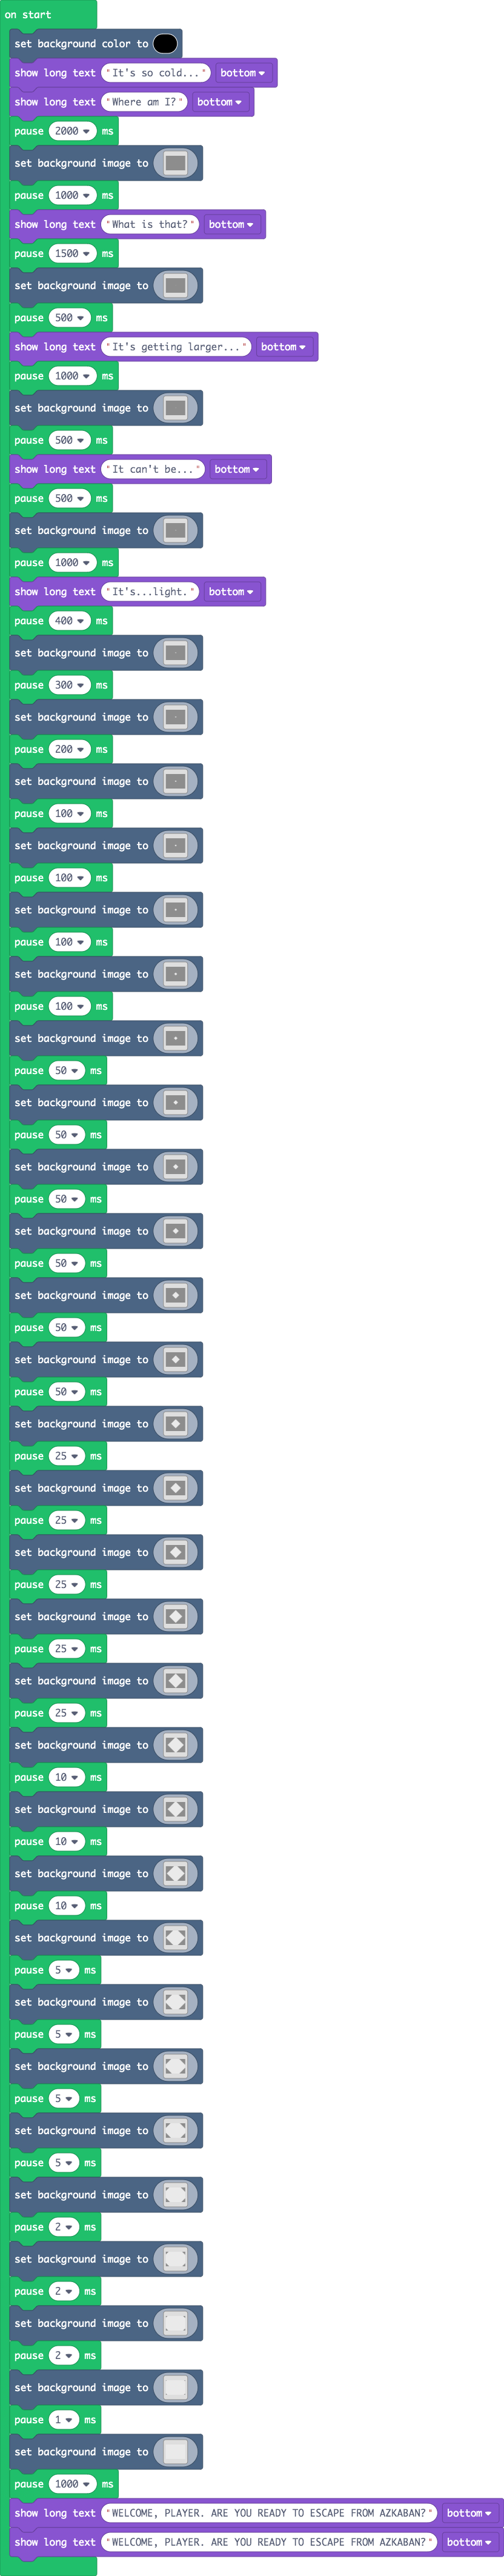 on start
set background color to
show long text "It's so cold..." bottom
show long text "Where am I?" bottom
pause 2000 ms
set background image to
pause 1000 ms
show long text "What is that?" bottom
pause 1500 ms
set background image to
pause 500 ms
show long text "It's getting larger..." bottom
pause 1000 ms
set background image to
pause 500 ms
show long text "It can't be..." bottom
pause 500 ms
set background image to
pause 1000 ms
show long text "It's...light." bottom
pause 400 ms
set background image to
pause 300 ms
set background image to
pause 200 ms
set background image to
pause 100 ms
set background image to
pause 100 ms
set background image to
pause 100 ms
set background image to
pause 100 ms
set background image to
pause 50 ms
set background image to
pause 50 ms
set background image to
pause 50 ms
set background image to
pause 50 ms
set background image to
pause 50 ms
set background image to
pause 50 ms
set background image to
pause 25 ms
set background image to
pause 25 ms
set background image to
pause 25 ms
set background image to
pause 25 ms
set background image to
pause 25 ms
set background image to
pause 10 ms
set background image to
pause 10 ms
set background image to
pause 10 ms
set background image to
pause 5 ms
set background image to
pause 5 ms
set background image to
pause 5 ms
set background image to
pause 5 ms
set background image to
pause 2 ms
set background image to
pause 2 ms
set background image to
pause 2 ms
set background image to
pause 1 ms
set background image to
pause 1000 ms
show long text "WELCOME, PLAYER. ARE YOU READY TO ESCAPE FROM AZKABAN?" bottom
show long text "WELCOME, PLAYER. ARE YOU READY TO ESCAPE FROM AZKABAN?" bottom